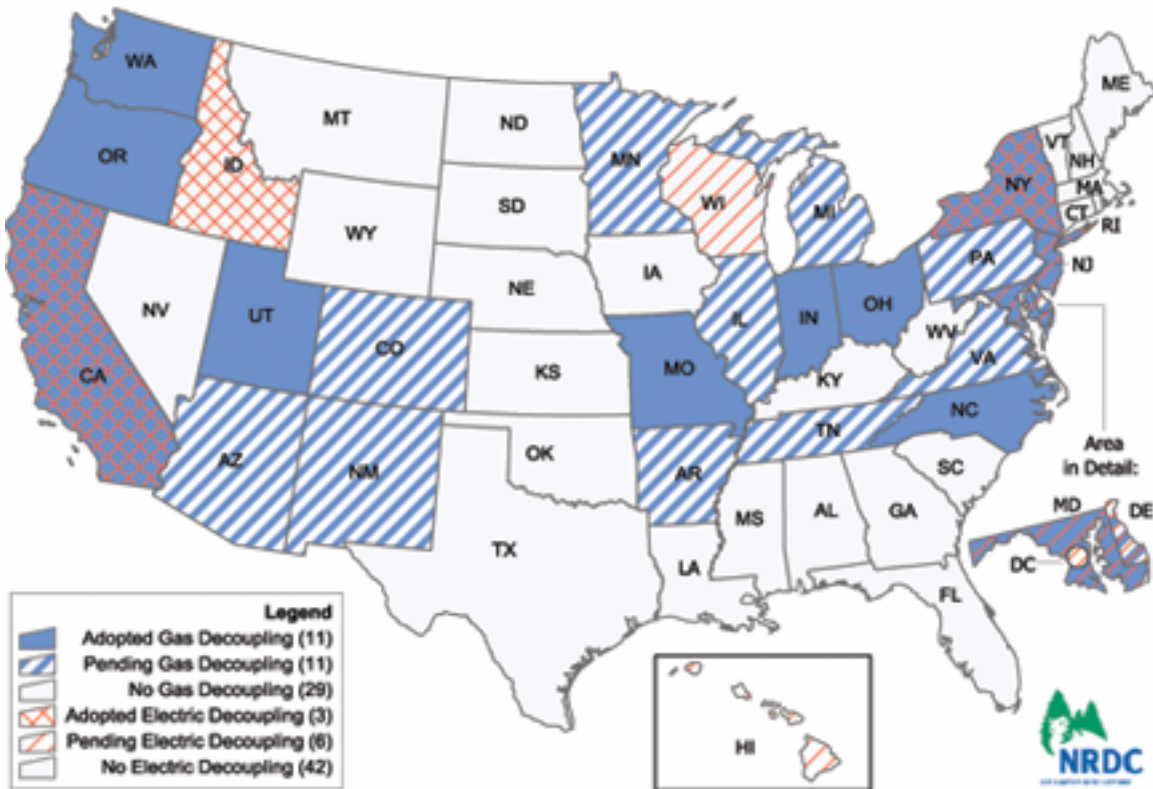 WA
MT
ND
MN
ME
VT
NH
OR
ID
SD
WI
MI
NY
MA
CT
RI
WY
IA
PA
NJ
NE
NV
UT
CO
IL
IN
OH
WV
VA
CA
KS
MO
KY
NC
TN
AZ
NM
OK
AR
SC
MS
AL
GA
TX
LA
FL
Area
in Detail:
MD
DE
DC
HI
Legend
Adopted Gas Decoupling (11)
Pending Gas Decoupling (11)
No Gas Decoupling (29)
Adopted Electric Decoupling (3)
Pending Electric Decoupling (6)
No Electric Decoupling (42)
NRDC